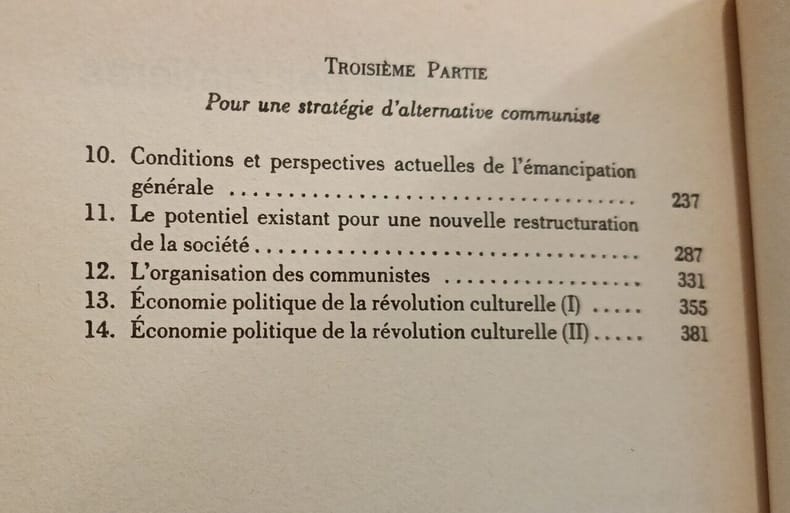 TROISIÈME PARTIE
Pour une stratégie d'alternative communiste
10. Conditions et perspectives actuelles de l'émancipation
générale ................................... 237
11. Le potentiel existant pour une nouvelle restructuration
de la société ................................. 287
12. L'organisation des communistes ................. 331
13. Économie politique de la révolution culturelle (I) ..... 355
14. Économie politique de la révolution culturelle (II) ..... 381